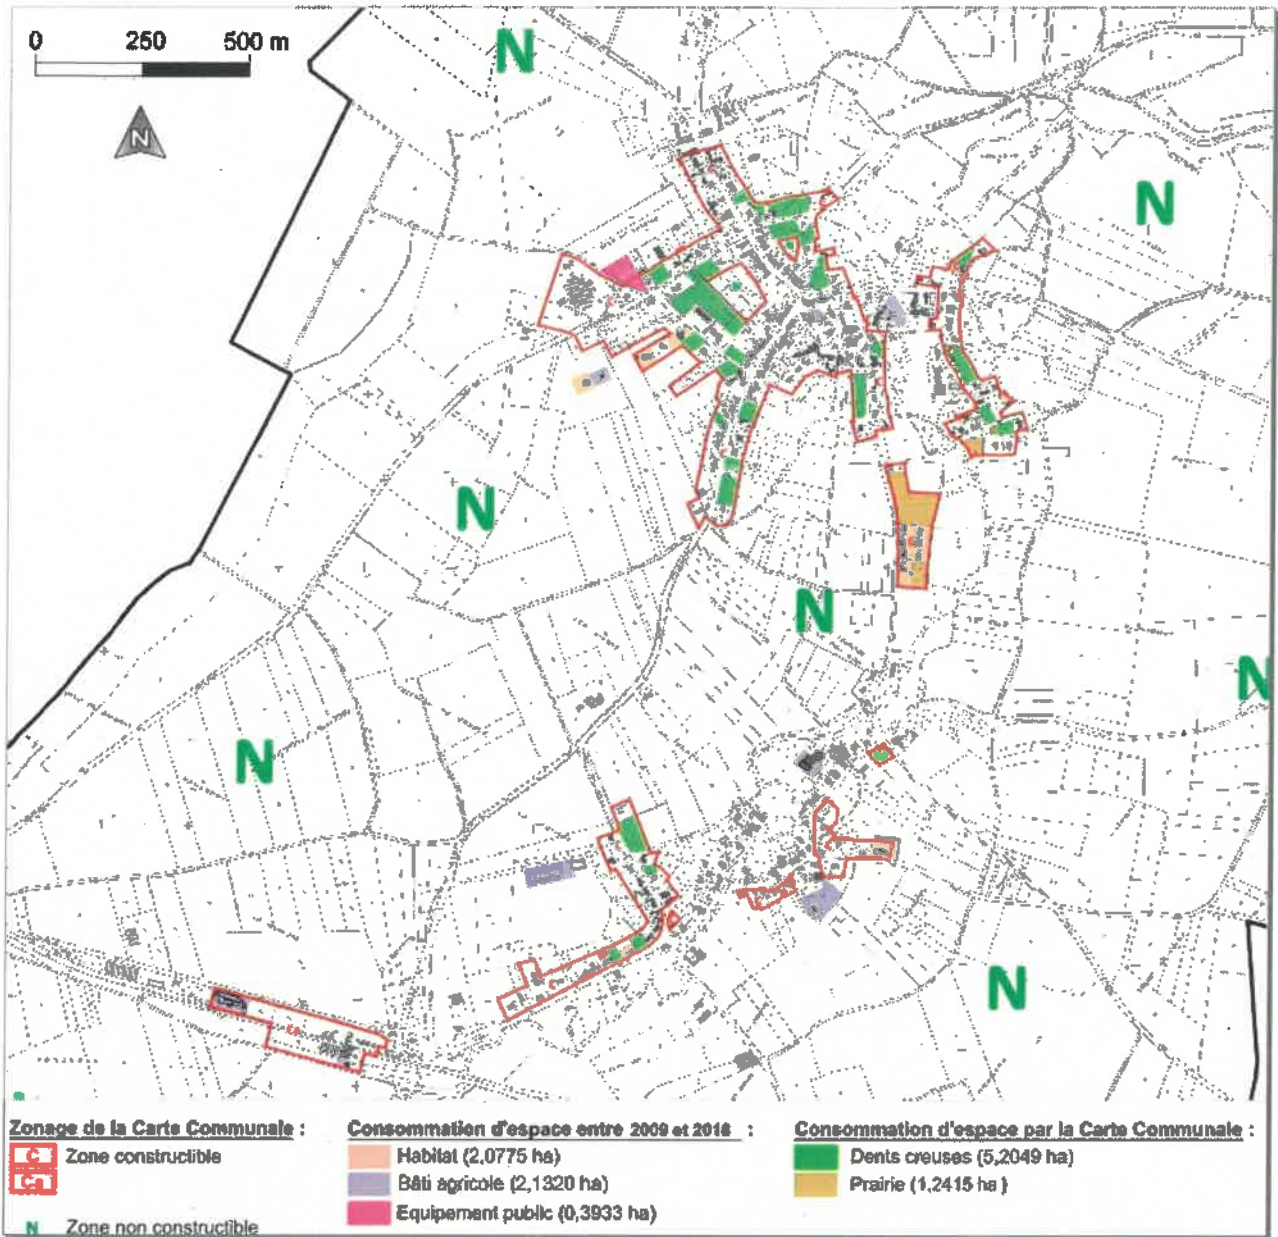 0 250 500 m
N
N
N
N
N
N
N
N
Ca
Zonage de la Carte Communale :
C Zone constructible
Ca
N Zone non constructible
Consommation d'espace entre 2009 et 2018 :
Habitat (2,0775 ha)
Bâti agricole (2,1320 ha)
Equipement public (0,3933 ha)
Consommation d'espace par la Carte Communale :
Dents creuses (5,2049 ha)
Prairie (1,2415 ha )